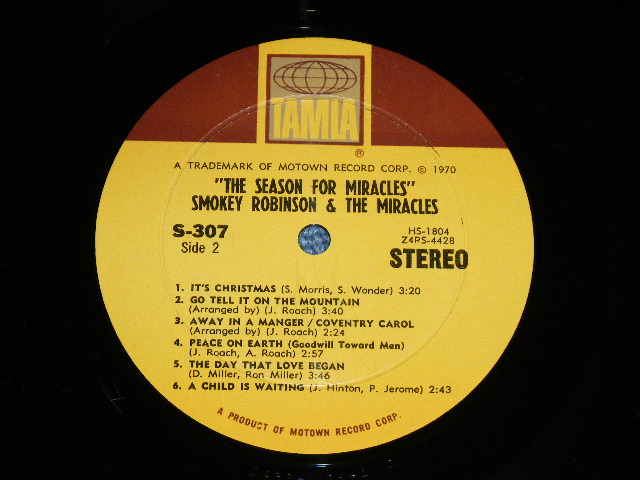 TAMLA
®
A TRADEMARK OF MOTOWN RECORD CORP. © 1970
"THE SEASON FOR MIRACLES"
SMOKEY ROBINSON & THE MIRACLES
S-307
Side 2
HS-1804
Z4RS-4428
STEREO
1. IT'S CHRISTMAS (S. Morris, S. Wonder) 3:20
2. GO TELL IT ON THE MOUNTAIN
(Arranged by) (J. Roach) 3:40
3. AWAY IN A MANGER/COVENTRY CAROL
(Arranged by) (J. Roach) 2:24
4. PEACE ON EARTH (Goodwill Toward Men)
(J. Roach, A. Roach) 2:57
5. THE DAY THAT LOVE BEGAN
(D. Miller, Ron Miller) 3:46
6. A CHILD IS WAITING (J. Hinton, P. Jerome) 2:43
A PRODUCT OF MOTOWN RECORD CORP.